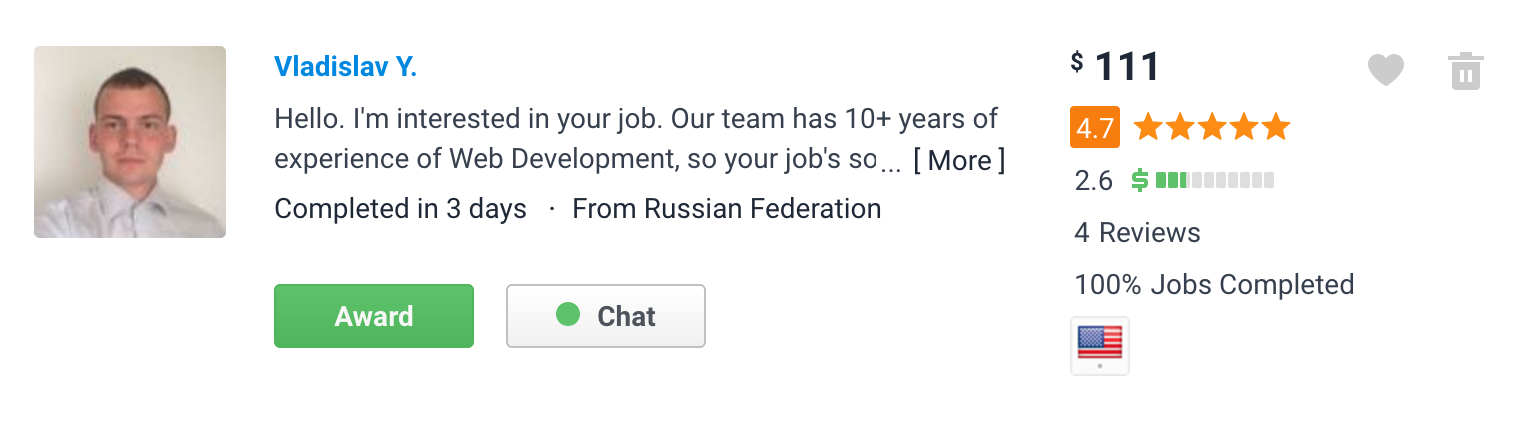 Vladislav Y.
Hello. I'm interested in your job. Our team has 10+ years of
experience of Web Development, so your job's so... [ More ]
Completed in 3 days · From Russian Federation
Award
Chat
$ 111
4.7
2.6 $
4 Reviews
100% Jobs Completed